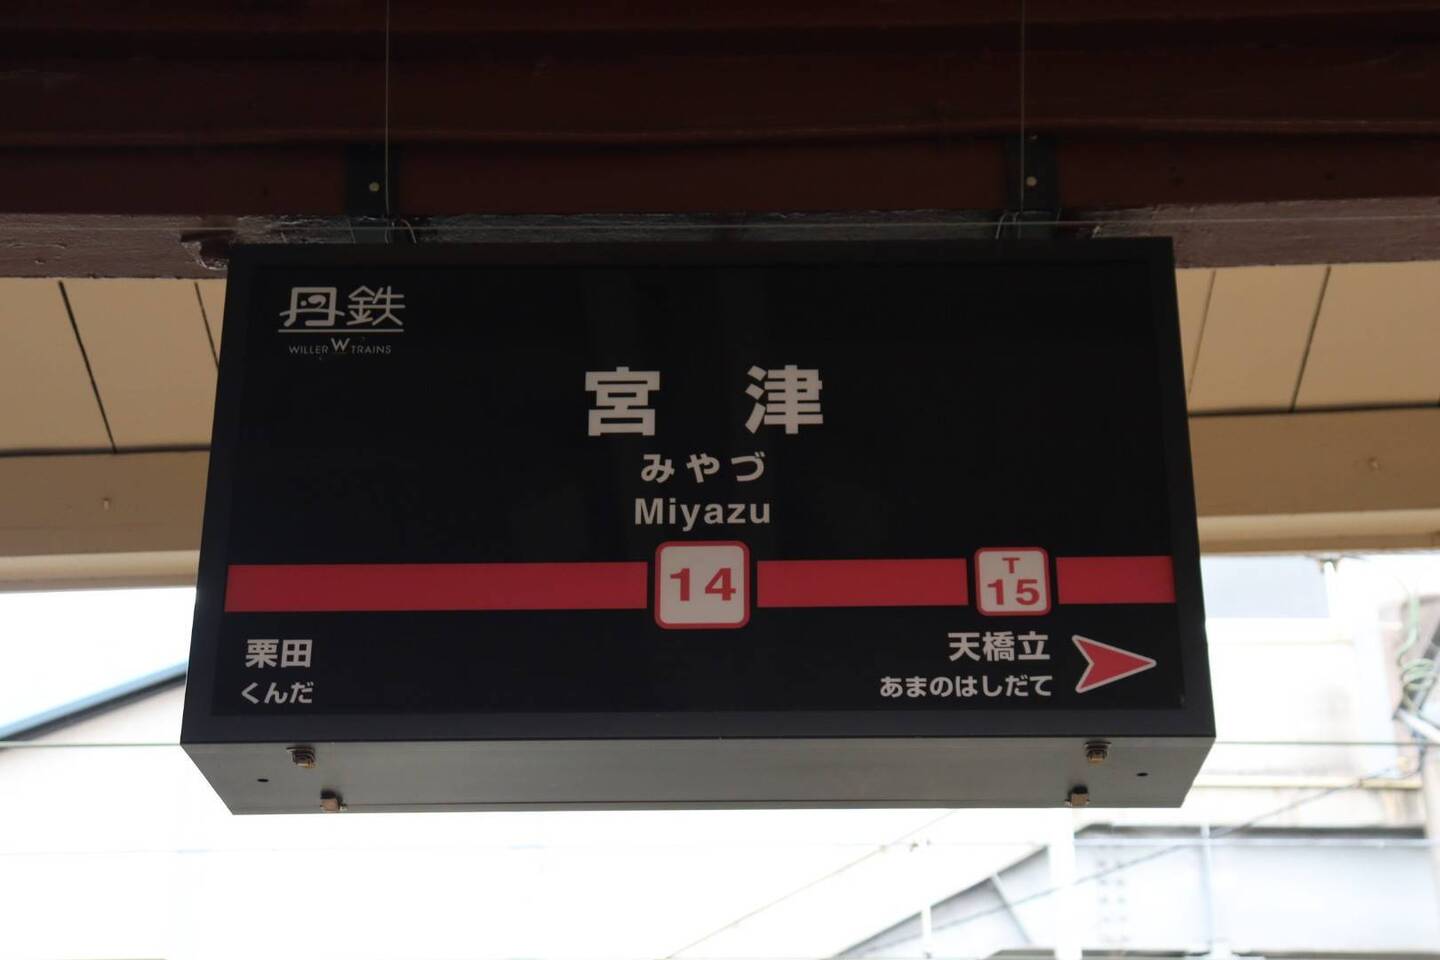 丹鉄
WILLER W TRAINS
宮津
みやづ
Miyazu
14
T
15
栗田
くんだ
天橋立
あまのはしだて